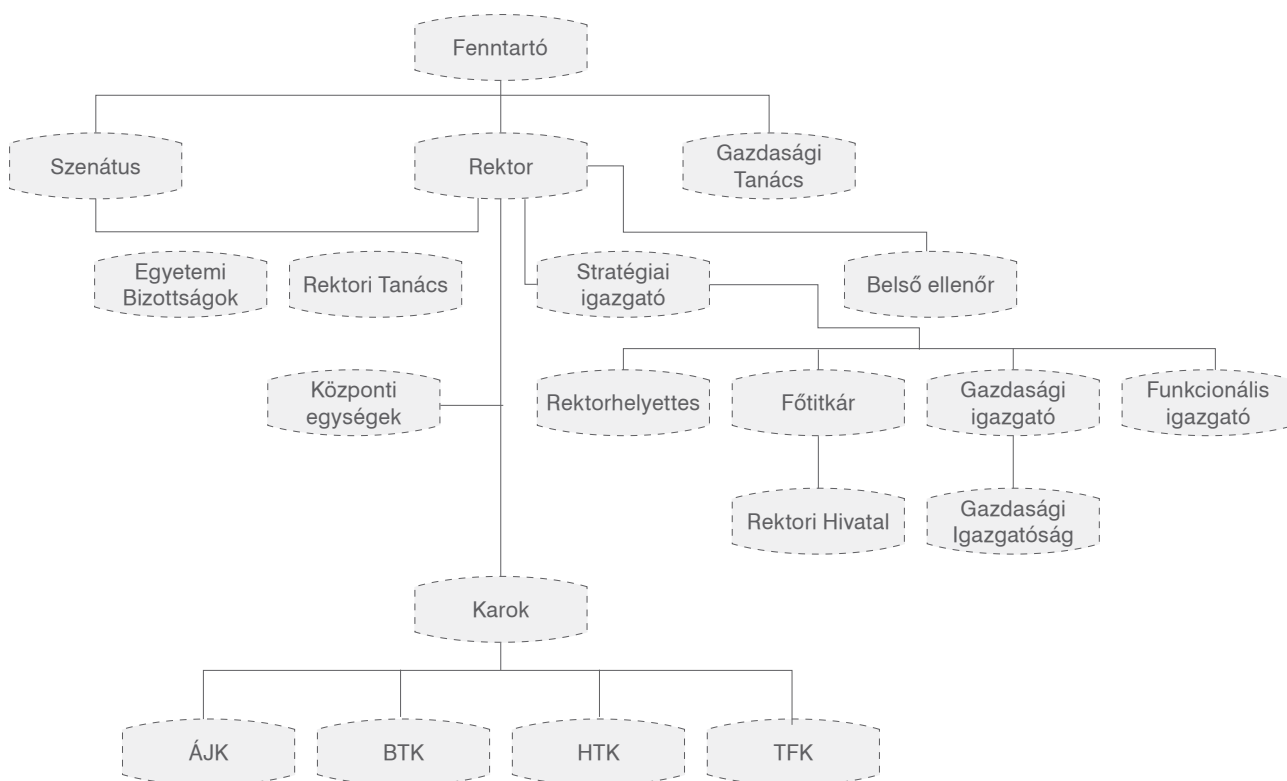 Fenntartó
Szenátus
Rektor
Gazdasági
Tanács
Egyetemi
Bizottságok
Rektori Tanács
Stratégiai
igazgató
Belső ellenőr
Központi
egységek
Rektorhelyettes
Főtitkár
Gazdasági
igazgató
Funkcionális
igazgató
Rektori Hivatal
Gazdasági
Igazgatóság
Karok
ÁJK
BTK
HTK
TFK